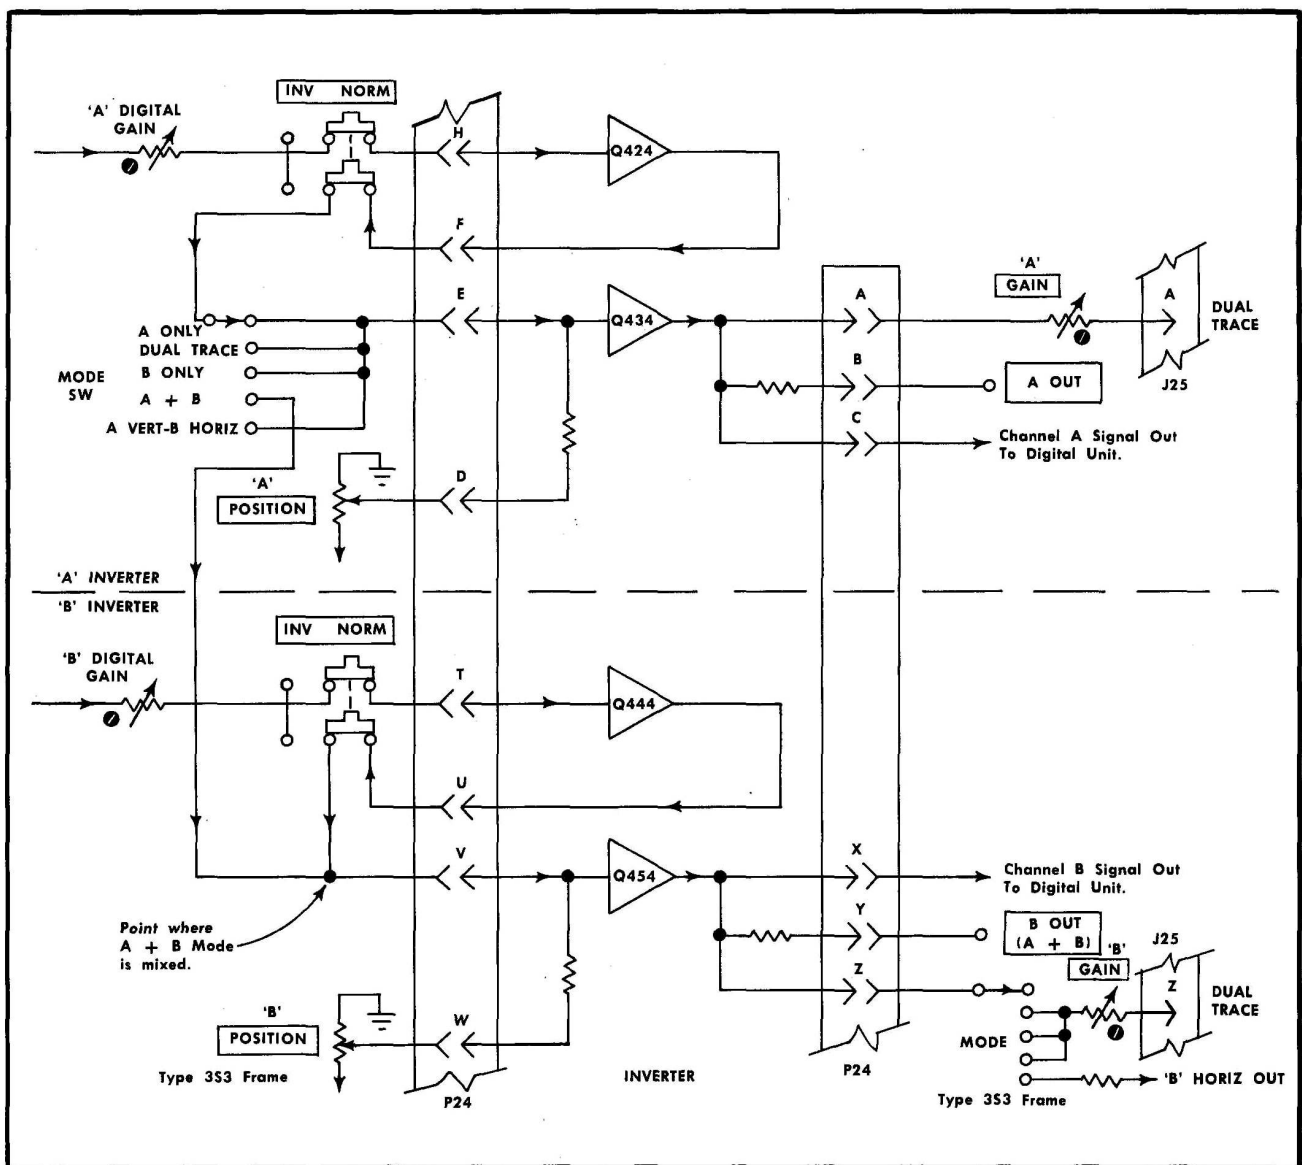 INV NORM
'A' DIGITAL
GAIN
H
Q424
F
'A'
GAIN
E
Q434
A
A
DUAL
TRACE
A ONLY
DUAL TRACE
B ONLY
A + B
A VERT-B HORIZ
MODE
SW
B
A OUT
J25
C
Channel A Signal Out
To Digital Unit.
'A'
POSITION
D
'A' INVERTER
'B' INVERTER
INV NORM
'B' DIGITAL
GAIN
T
Q444
U
V
Q454
X
Channel B Signal Out
To Digital Unit.
Point where
A + B Mode
is mixed.
Y
B OUT
(A + B)
'B'
GAIN
J25
Z
Z
DUAL
TRACE
'B'
POSITION
W
MODE
Type 3S3 Frame
P24
INVERTER
P24
'B' HORIZ OUT
Type 3S3 Frame